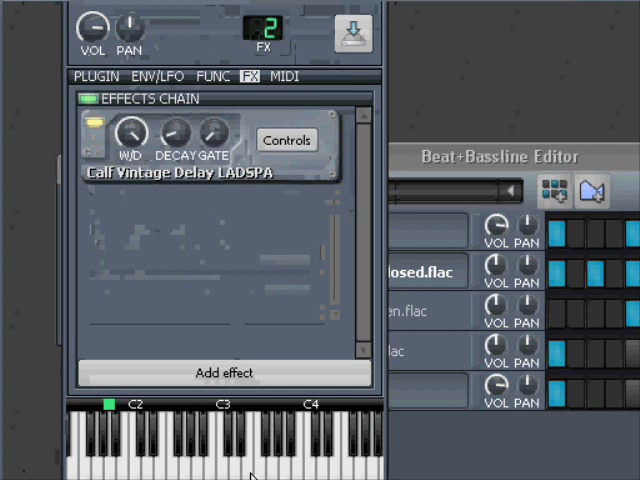 2
VOL PAN FX
PLUGIN ENV/LFO FUNC FX MIDI
EFFECTS CHAIN
W/D DECAY GATE Controls
Calf Vintage Delay LADSPA
Add effect
C2 C3 C4
Beat+Bassline Editor
VOL PAN
losed.flac VOL PAN
en.flac VOL PAN
lac VOL PAN
VOL PAN